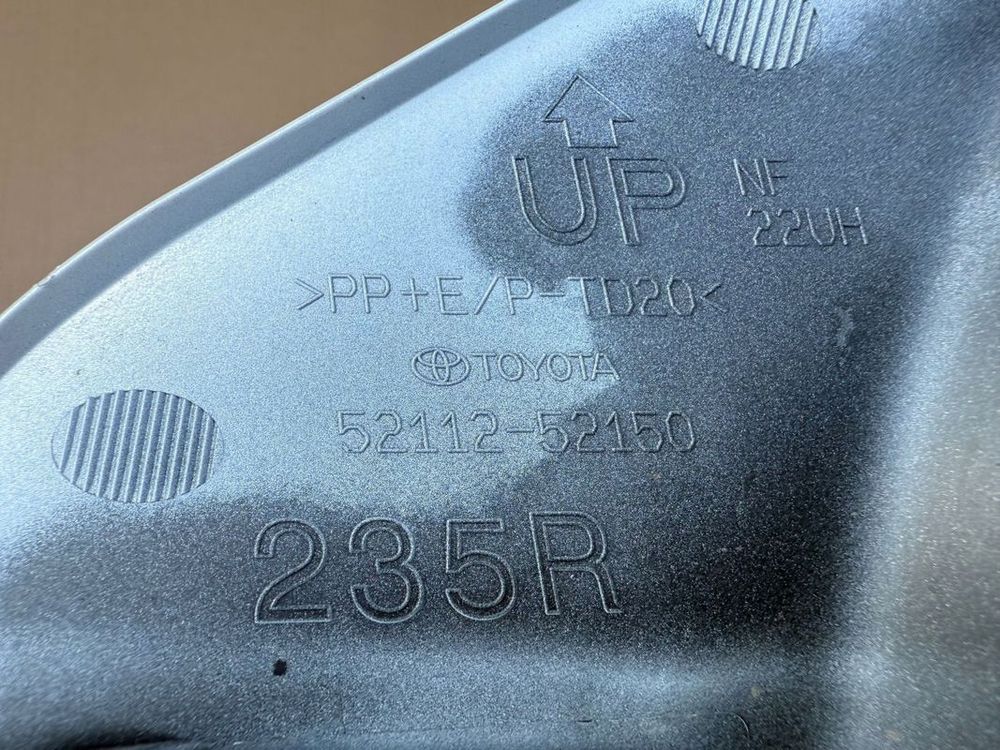 UP
NF
22UH
>PP+E/P-TD20<
TOYOTA
52112-52150
235R